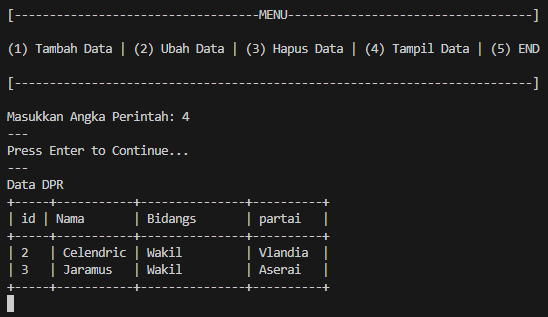 [----------------------------------MENU----------------------------------]
(1) Tambah Data | (2) Ubah Data | (3) Hapus Data | (4) Tampil Data | (5) END
[------------------------------------------------------------------------]
Masukkan Angka Perintah: 4
---
Press Enter to Continue...
---
Data DPR
+-----+-----------+---------------+----------+
| id | Nama       | Bidangs       | partai   |
+-----+-----------+---------------+----------+
| 2   | Celendric | Wakil         | Vlandia  |
| 3   | Jaramus   | Wakil         | Aserai   |
+-----+-----------+---------------+----------+